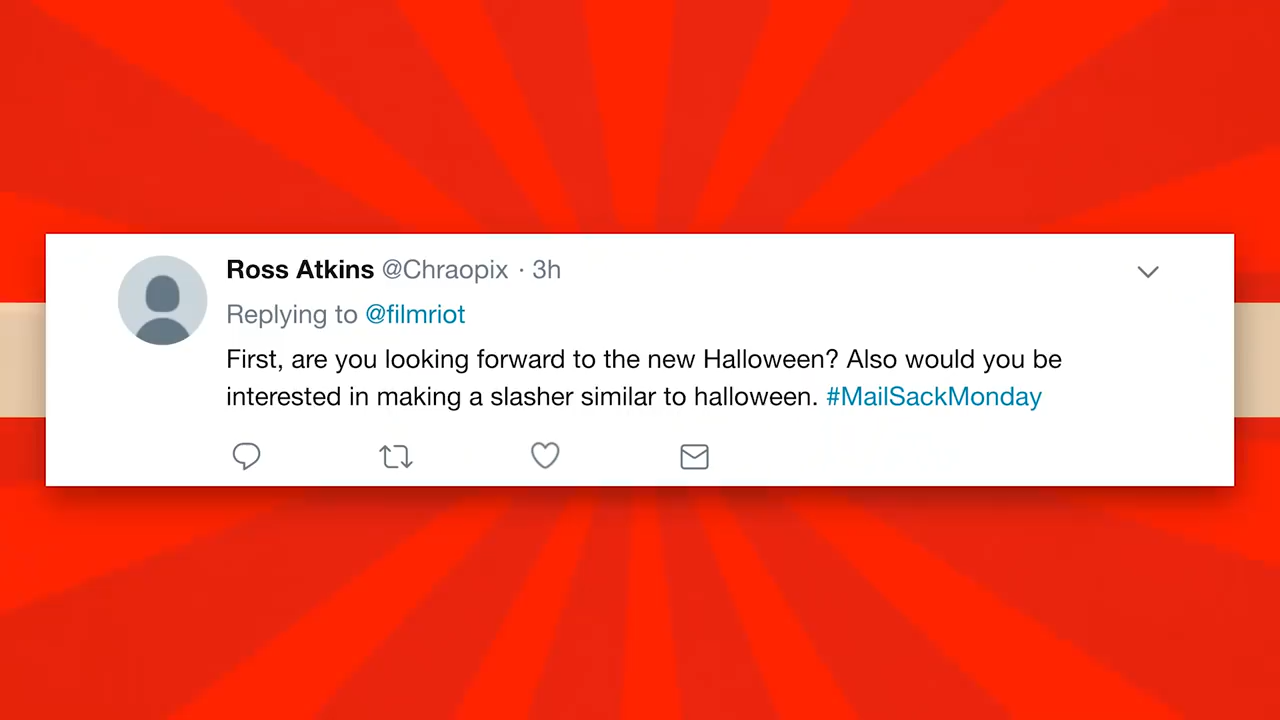 Ross Atkins @Chraopix · 3h
Replying to @filmriot
First, are you looking forward to the new Halloween? Also would you be
interested in making a slasher similar to halloween. #MailSackMonday